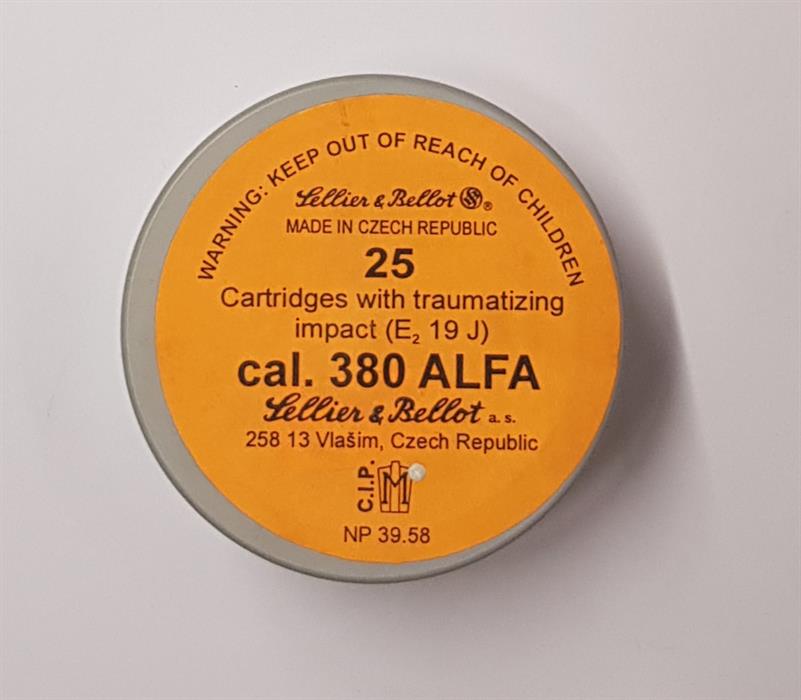 WARNING: KEEP OUT OF REACH OF CHILDREN
Sellier & Bellot S ®
MADE IN CZECH REPUBLIC
25
Cartridges with traumatizing
impact (E₂ 19 J)
cal. 380 ALFA
Sellier & Bellot a. s.
258 13 Vlašim, Czech Republic
C.I.P. M
NP 39.58